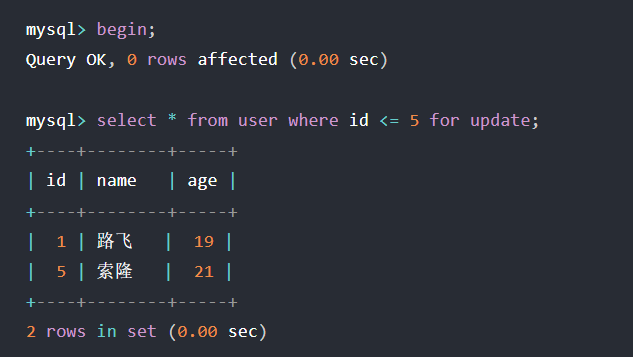 mysql> begin;
Query OK, 0 rows affected (0.00 sec)
mysql> select * from user where id <= 5 for update;
+----+--------+-----+
| id | name   | age |
+----+--------+-----+
|  1 | 路飞   |  19 |
|  5 | 索隆   |  21 |
+----+--------+-----+
2 rows in set (0.00 sec)